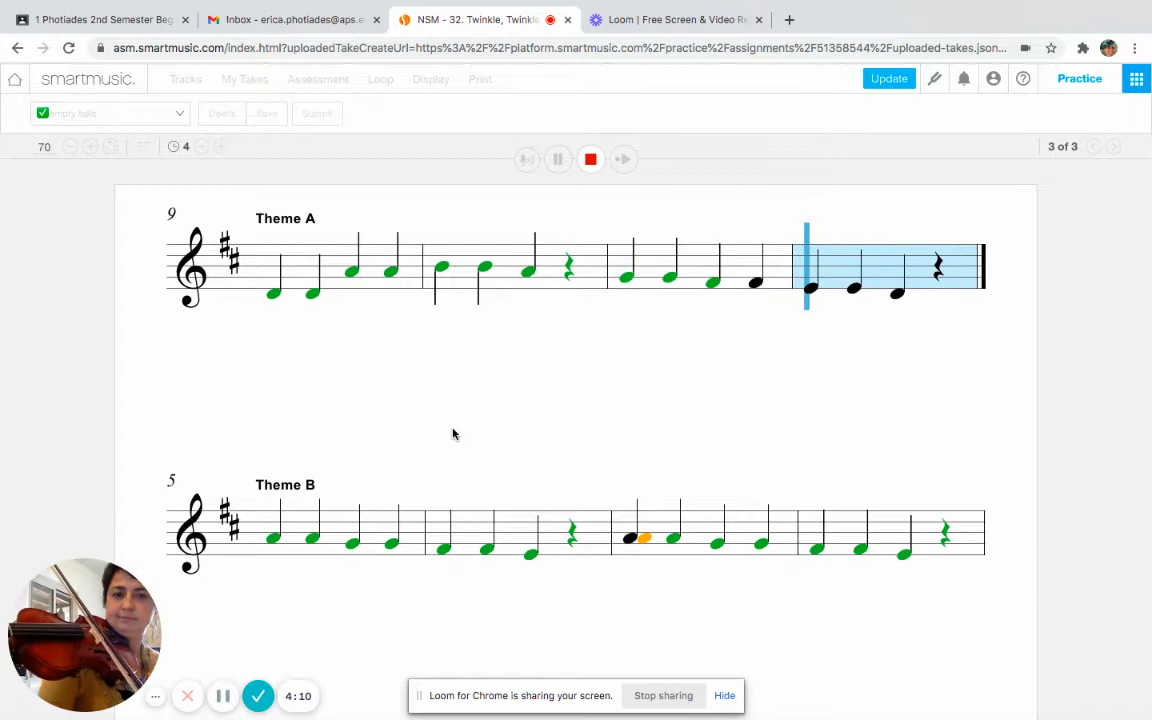 1 Photiades 2nd Semester Beg
Inbox - erica.photiades@aps.e
NSM - 32. Twinkle, Twinkle
Loom | Free Screen & Video Re
asm.smartmusic.com/index.html?uploadedTakeCreateUrl=https%3A%2F%2Fplatform.smartmusic.com%2Fpractice%2Fassignments%2F51358544%2Fuploaded-takes.json...
smartmusic.
Tracks
My Takes
Assessment
Loop
Display
Print
Update
Practice
empty take
Delete
Save
Submit
70
4
3 of 3
9
Theme A
5
Theme B
4:10
Loom for Chrome is sharing your screen.
Stop sharing
Hide